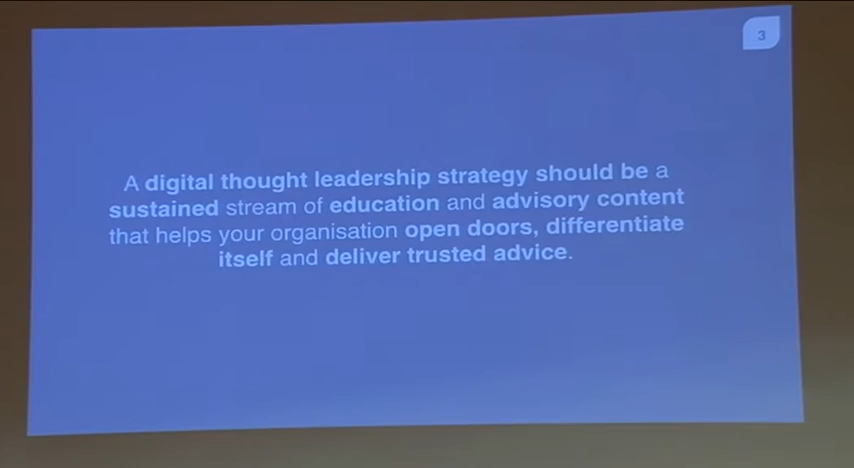 3
A digital thought leadership strategy should be a
sustained stream of education and advisory content
that helps your organisation open doors, differentiate
itself and deliver trusted advice.